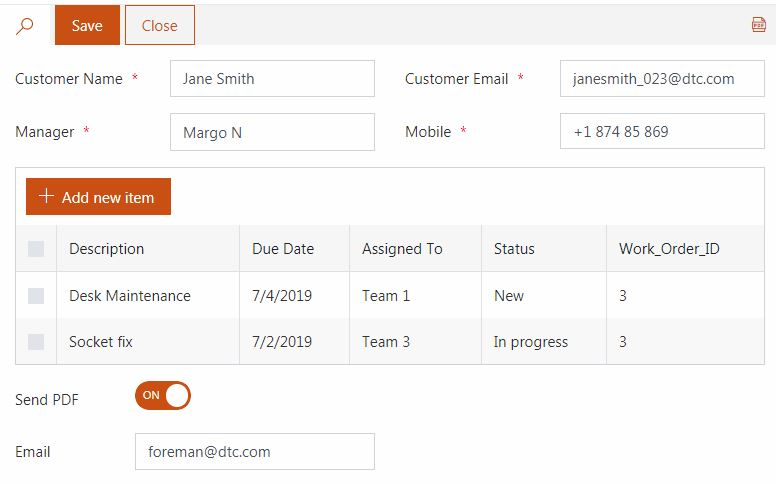 Save Close PDF
Customer Name * Jane Smith Customer Email * janesmith_023@dtc.com
Manager * Margo N Mobile * +1 874 85 869
+ Add new item
Description Due Date Assigned To Status Work_Order_ID
Desk Maintenance 7/4/2019 Team 1 New 3
Socket fix 7/2/2019 Team 3 In progress 3
Send PDF ON
Email foreman@dtc.com